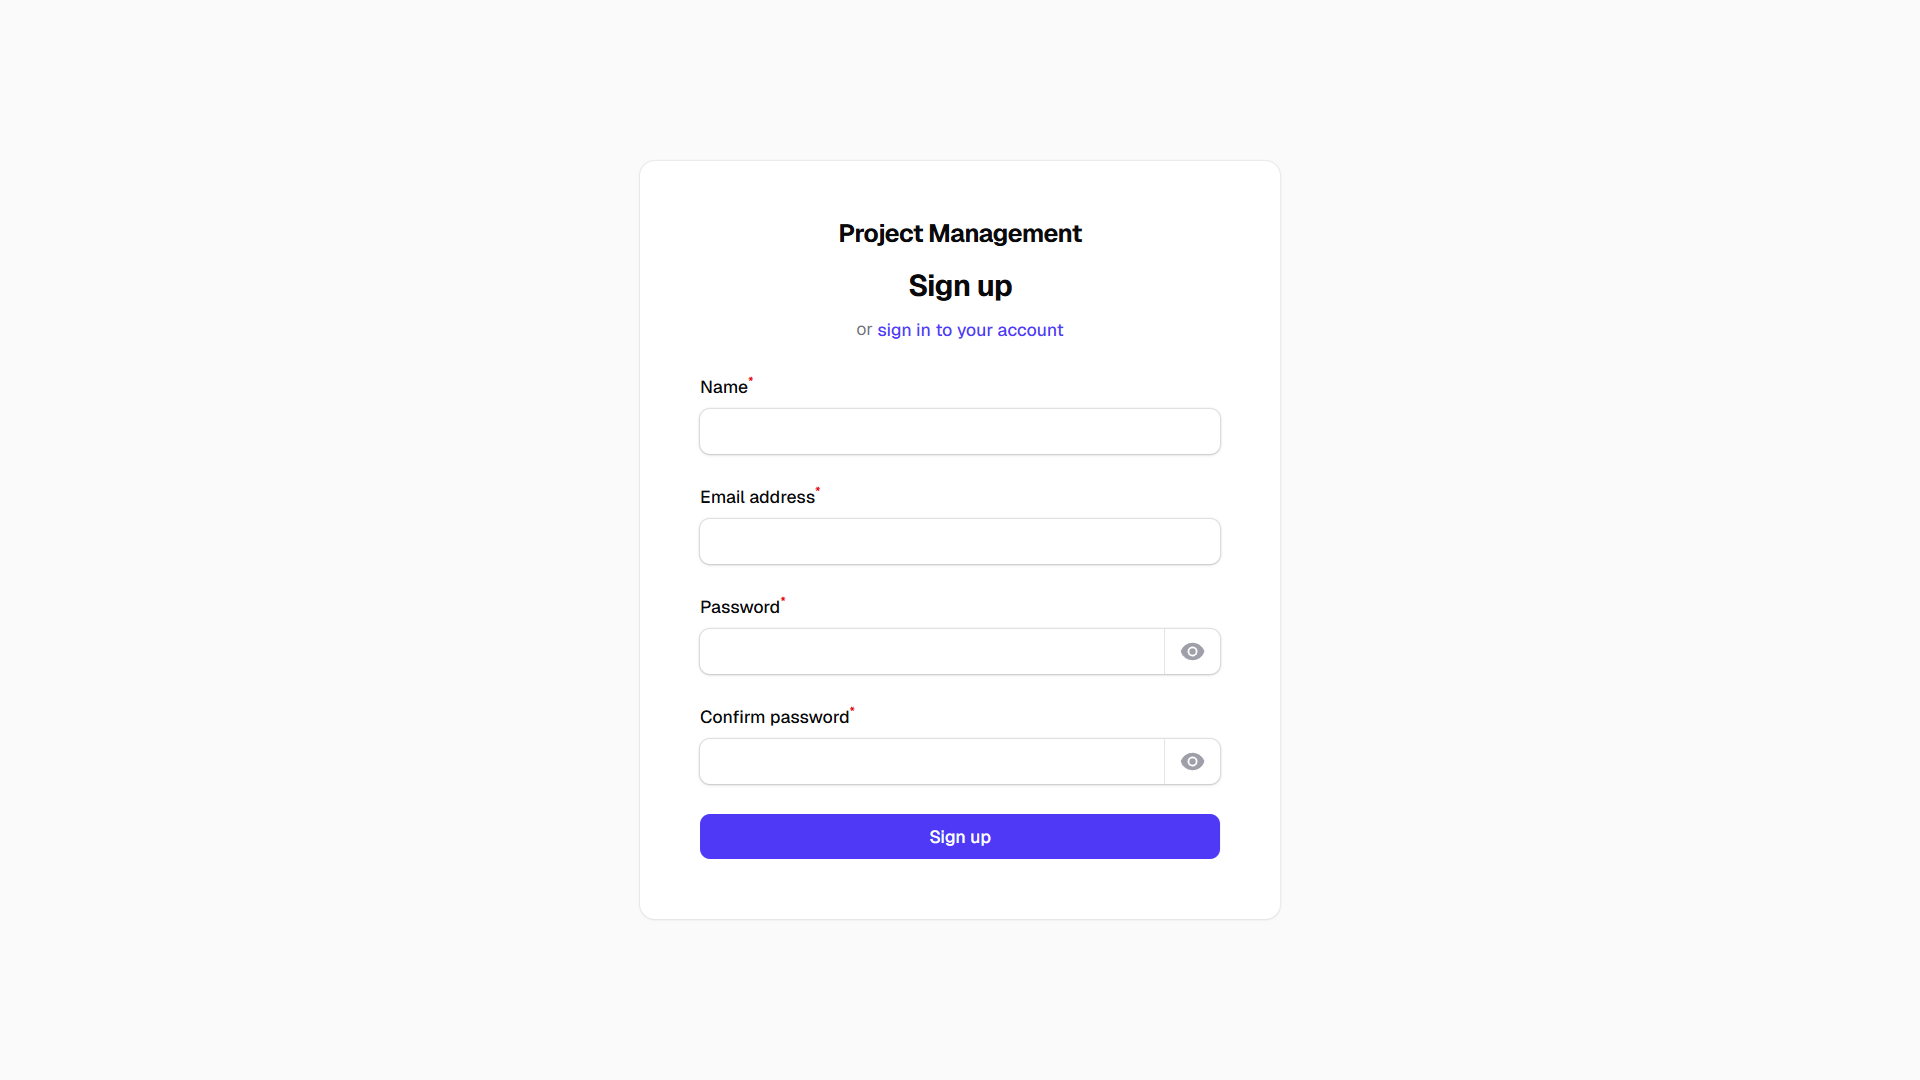 Project Management
Sign up
or sign in to your account
Name*
Email address*
Password*
Confirm password*
Sign up